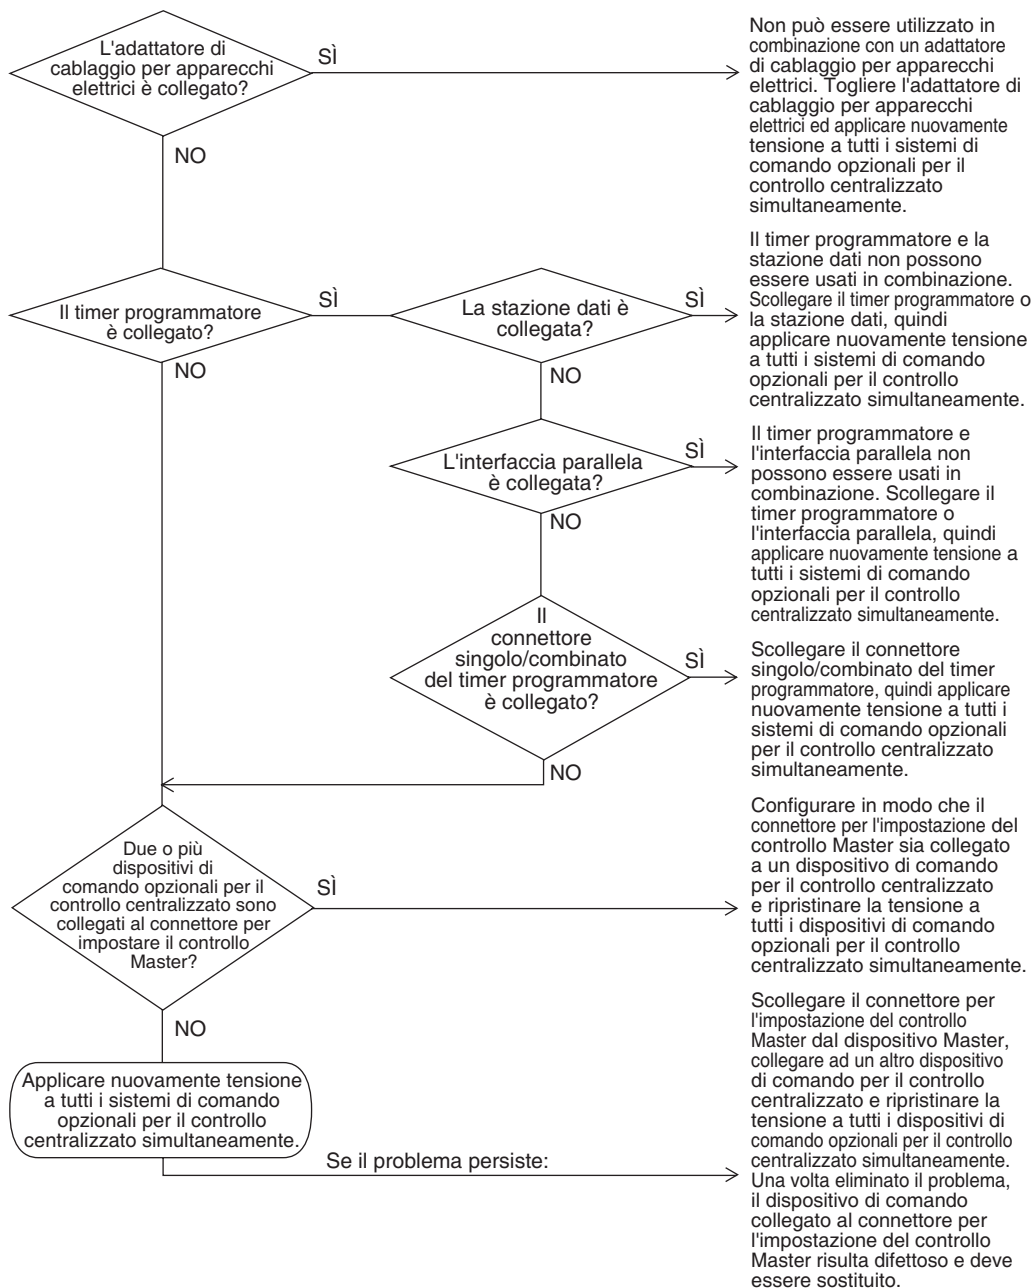 L'adattatore di
cablaggio per apparecchi
elettrici è collegato?
SÌ
NO
Non può essere utilizzato in
combinazione con un adattatore
di cablaggio per apparecchi
elettrici. Togliere l'adattatore di
cablaggio per apparecchi
elettrici ed applicare nuovamente
tensione a tutti i sistemi di
comando opzionali per il
controllo centralizzato
simultaneamente.
Il timer programmatore
è collegato?
SÌ
NO
La stazione dati è
collegata?
SÌ
NO
Il timer programmatore e la
stazione dati non possono
essere usati in combinazione.
Scollegare il timer programmatore o
la stazione dati, quindi
applicare nuovamente tensione
a tutti i sistemi di comando
opzionali per il controllo
centralizzato simultaneamente.
L'interfaccia parallela
è collegata?
SÌ
NO
Il timer programmatore e
l'interfaccia parallela non
possono essere usati in
combinazione. Scollegare il
timer programmatore o
l'interfaccia parallela, quindi
applicare nuovamente tensione a
tutti i sistemi di comando
opzionali per il controllo
centralizzato simultaneamente.
Il
connettore
singolo/combinato
del timer programmatore
è collegato?
SÌ
NO
Scollegare il connettore
singolo/combinato del timer
programmatore, quindi applicare
nuovamente tensione a tutti i
sistemi di comando opzionali
per il controllo centralizzato
simultaneamente.
Due o più
dispositivi di
comando opzionali per il
controllo centralizzato sono
collegati al connettore per
impostare il controllo
Master?
SÌ
NO
Configurare in modo che il
connettore per l'impostazione del
controllo Master sia collegato
a un dispositivo di comando
per il controllo centralizzato
e ripristinare la tensione a
tutti i dispositivi di comando
opzionali per il controllo
centralizzato simultaneamente.
Applicare nuovamente tensione
a tutti i sistemi di comando
opzionali per il controllo
centralizzato simultaneamente.
Se il problema persiste:
Scollegare il connettore per
l'impostazione del controllo
Master dal dispositivo Master,
collegare ad un altro dispositivo
di comando per il controllo
centralizzato e ripristinare la
tensione a tutti i dispositivi di
comando opzionali per il controllo
centralizzato simultaneamente.
Una volta eliminato il problema,
il dispositivo di comando
collegato al connettore per
l'impostazione del controllo
Master risulta difettoso e deve
essere sostituito.